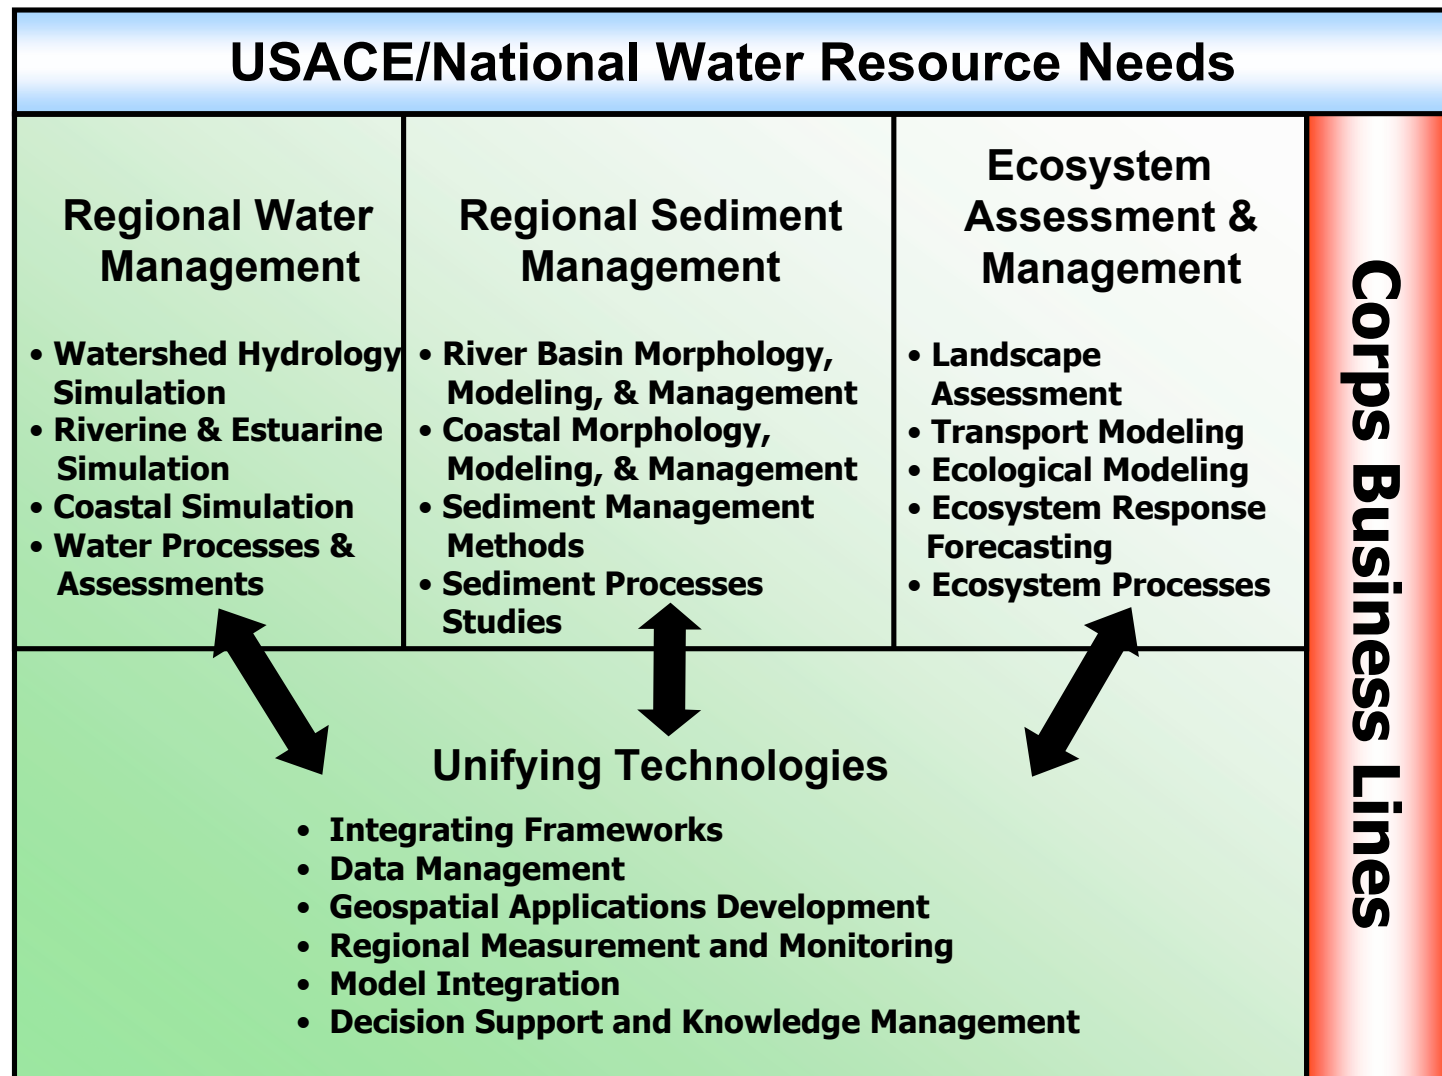 USACE/National Water Resource Needs
Regional Water
Management
• Watershed Hydrology
Simulation
• Riverine & Estuarine
Simulation
• Coastal Simulation
• Water Processes &
Assessments
Regional Sediment
Management
• River Basin Morphology,
Modeling, & Management
• Coastal Morphology,
Modeling, & Management
• Sediment Management
Methods
• Sediment Processes
Studies
Ecosystem
Assessment &
Management
• Landscape
Assessment
• Transport Modeling
• Ecological Modeling
• Ecosystem Response
Forecasting
• Ecosystem Processes
Unifying Technologies
• Integrating Frameworks
• Data Management
• Geospatial Applications Development
• Regional Measurement and Monitoring
• Model Integration
• Decision Support and Knowledge Management
Corps Business Lines